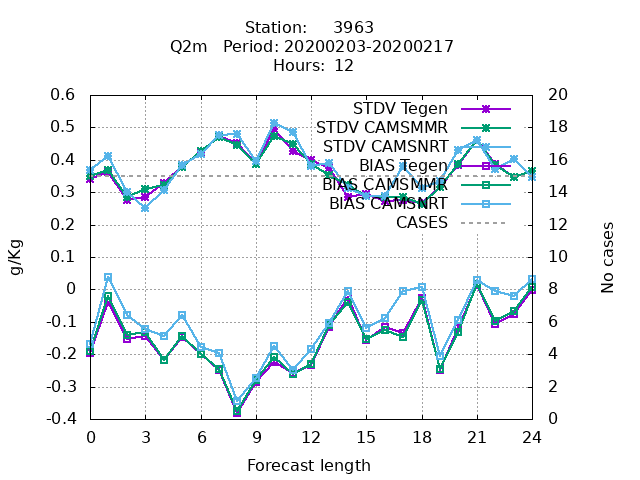 Station: 3963
Q2m Period: 20200203-20200217
Hours: 12
0.6
0.5
0.4
0.3
0.2
0.1
0
-0.1
-0.2
-0.3
-0.4
g/Kg
20
18
16
14
12
10
8
6
4
2
0
No cases
STDV Tegen
STDV CAMSMMR
STDV CAMSNRT
BIAS Tegen
BIAS CAMSMMR
BIAS CAMSNRT
CASES
0 3 6 9 12 15 18 21 24
Forecast length